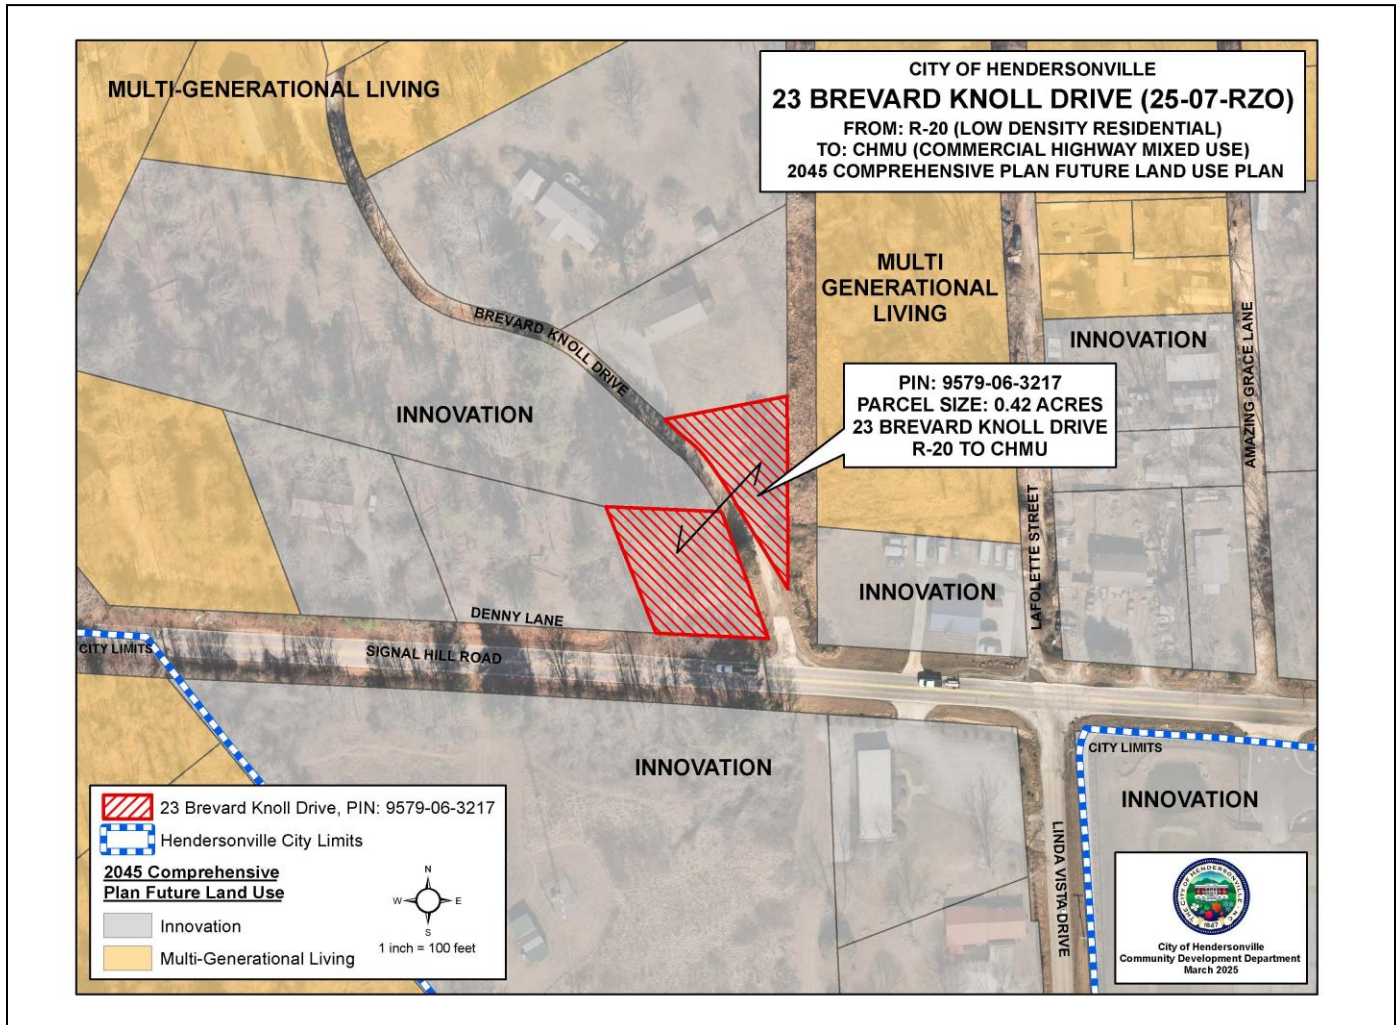 CITY OF HENDERSONVILLE
23 BREVARD KNOLL DRIVE (25-07-RZO)
FROM: R-20 (LOW DENSITY RESIDENTIAL)
TO: CHMU (COMMERCIAL HIGHWAY MIXED USE)
2045 COMPREHENSIVE PLAN FUTURE LAND USE PLAN
MULTI-GENERATIONAL LIVING
MULTI
GENERATIONAL
LIVING
BREVARD KNOLL DRIVE
INNOVATION
AMAZING GRACE LANE
PIN: 9579-06-3217
PARCEL SIZE: 0.42 ACRES
23 BREVARD KNOLL DRIVE
R-20 TO CHMU
INNOVATION
LAFOLETTE STREET
INNOVATION
DENNY LANE
SIGNAL HILL ROAD
CITY LIMITS
INNOVATION
CITY LIMITS
INNOVATION
LINDA VISTA DRIVE
23 Brevard Knoll Drive, PIN: 9579-06-3217
Hendersonville City Limits
2045 Comprehensive
Plan Future Land Use
Innovation
Multi-Generational Living
N
W
E
S
1 inch = 100 feet
THE CITY OF HENDERSONVILLE, N.C.
1847
City of Hendersonville
Community Development Department
March 2025